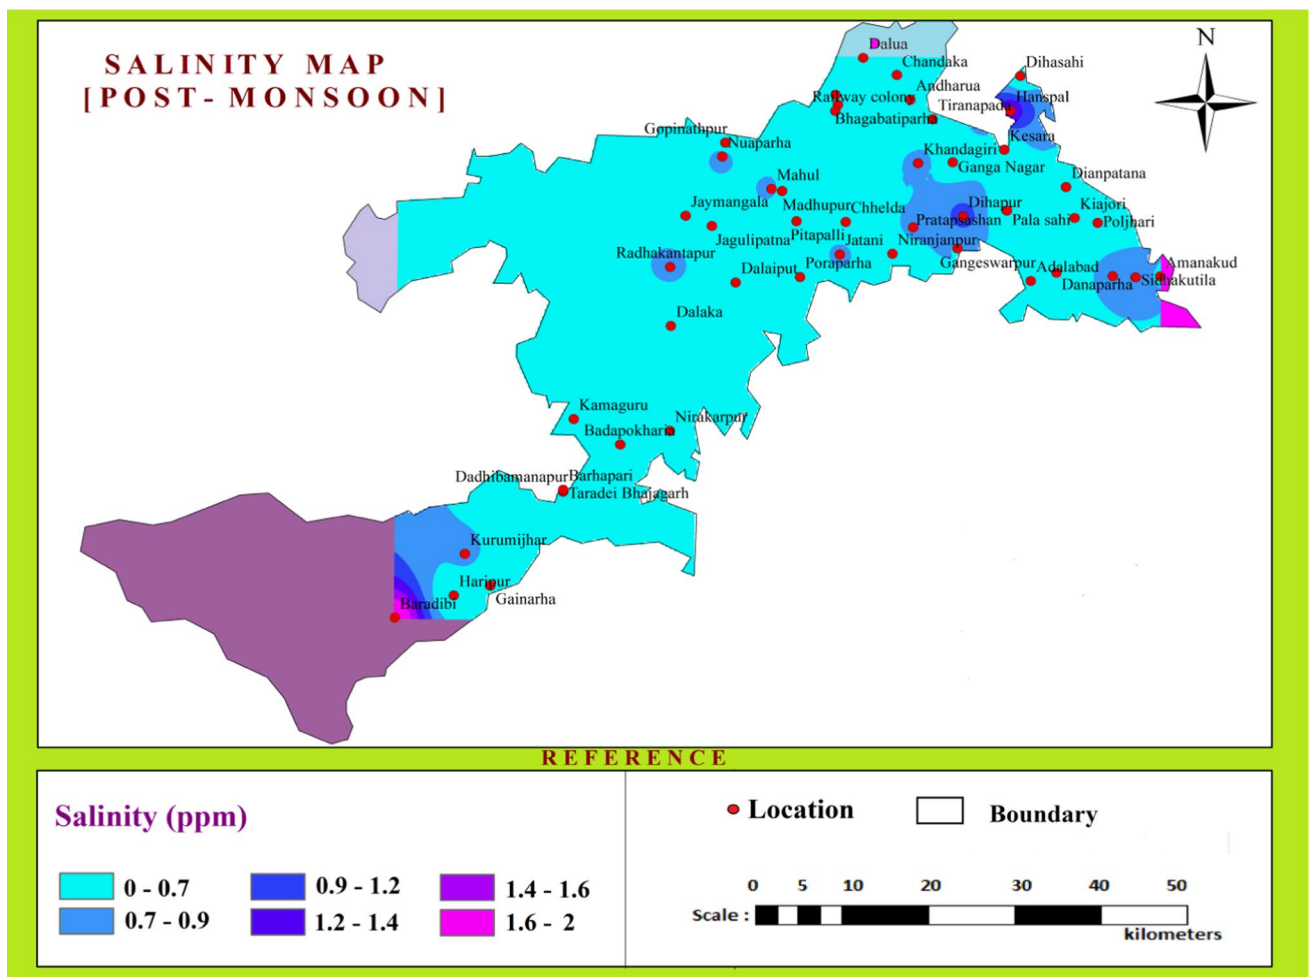 SALINITY MAP
[POST- MONSOON]
N
Dalua
Chandaka
Dihasahi
Andharua
Railway colony
Tiranapada
Hanspal
Bhagabatiparha
Gopinathpur
Nuaparha
Kesara
Khandagiri
Ganga Nagar
Mahul
Dianpatana
Jaymangala
Madhupur
Chhelda
Dihapur
Kiajori
Pratapsashan
Pala sahi
Poljhari
Jagulipatna
Pitapalli
Jatani
Niranjanpur
Radhakantapur
Dalaiput
Poraparha
Gangeswarpur
Adalabad
Amanakud
Danaparha
Sidhakutila
Dalaka
Kamaguru
Nirakarpur
Badapokharia
Dadhibamanapur
Barhapari
Taradei Bhajagarh
Kurumijhar
Haripur
Gainarha
Baradibi
REFERENCE
Salinity (ppm)
0 - 0.7
0.9 - 1.2
1.4 - 1.6
0.7 - 0.9
1.2 - 1.4
1.6 - 2
Location
Boundary
0 5 10 20 30 40 50
Scale :
kilometers